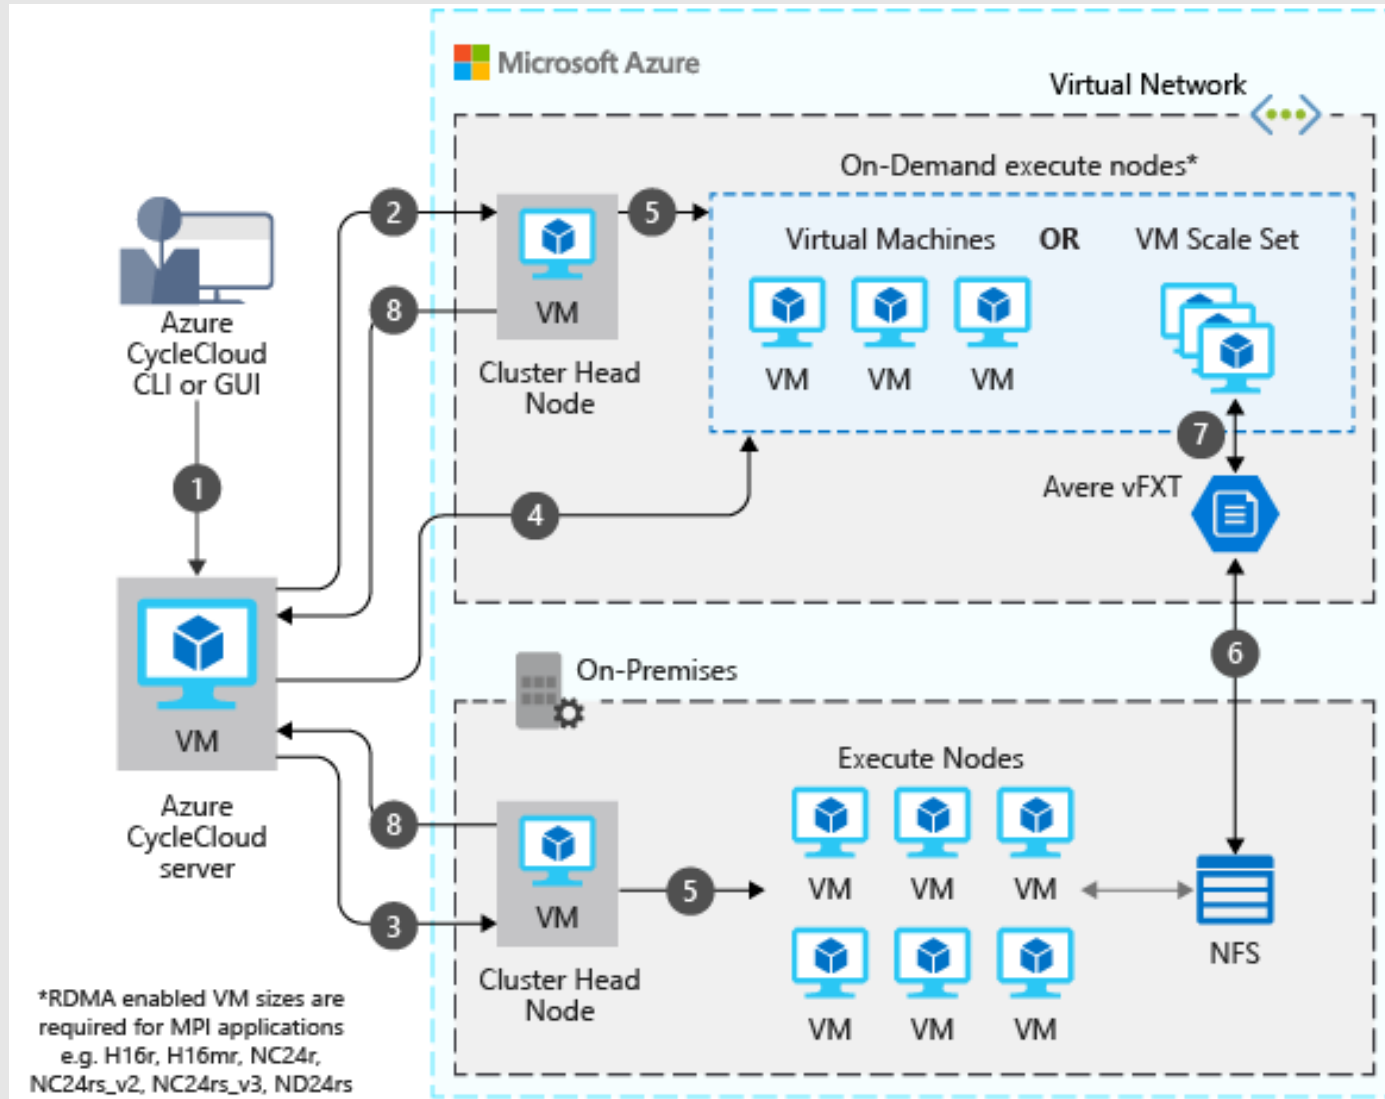 Microsoft Azure
Virtual Network
On-Demand execute nodes*
Virtual Machines OR VM Scale Set
VM VM VM
2
5
8
VM
Cluster Head
Node
Azure
CycleCloud
CLI or GUI
1
4
7
Avere vFXT
6
VM
Azure
CycleCloud
server
On-Premises
Execute Nodes
VM VM VM
VM VM VM
8
5
3
VM
Cluster Head
Node
NFS
*RDMA enabled VM sizes are
required for MPI applications
e.g. H16r, H16mr, NC24r,
NC24rs_v2, NC24rs_v3, ND24rs